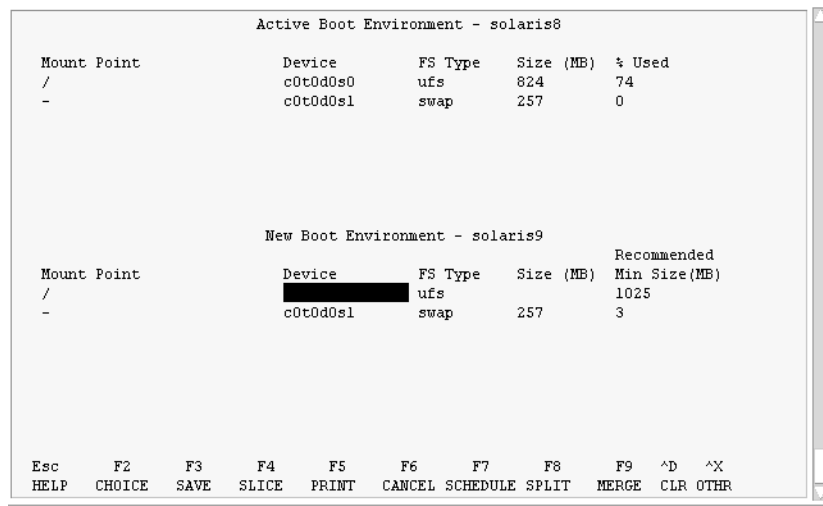 Active Boot Environment - solaris8
Mount Point Device FS Type Size (MB) % Used
/ c0t0d0s0 ufs 824 74
- c0t0d0s1 swap 257 0
New Boot Environment - solaris9
Recommended
Mount Point Device FS Type Size (MB) Min Size(MB)
/ ufs 1025
- c0t0d0s1 swap 257 3
Esc F2 F3 F4 F5 F6 F7 F8 F9 ^D ^X
HELP CHOICE SAVE SLICE PRINT CANCEL SCHEDULE SPLIT MERGE CLR OTHR